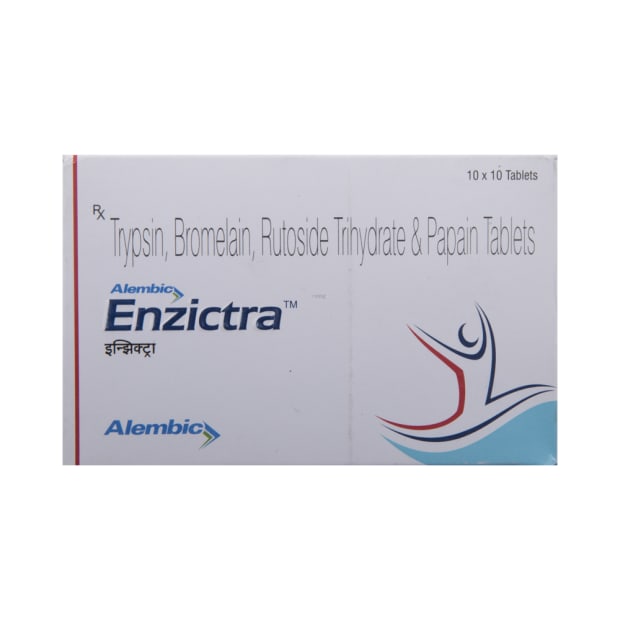 10 x 10 Tablets
Rx
Trypsin, Bromelain, Rutoside Trihydrate & Papain Tablets
Alembic
Enzictra™
इन्झिक्ट्रा
Alembic